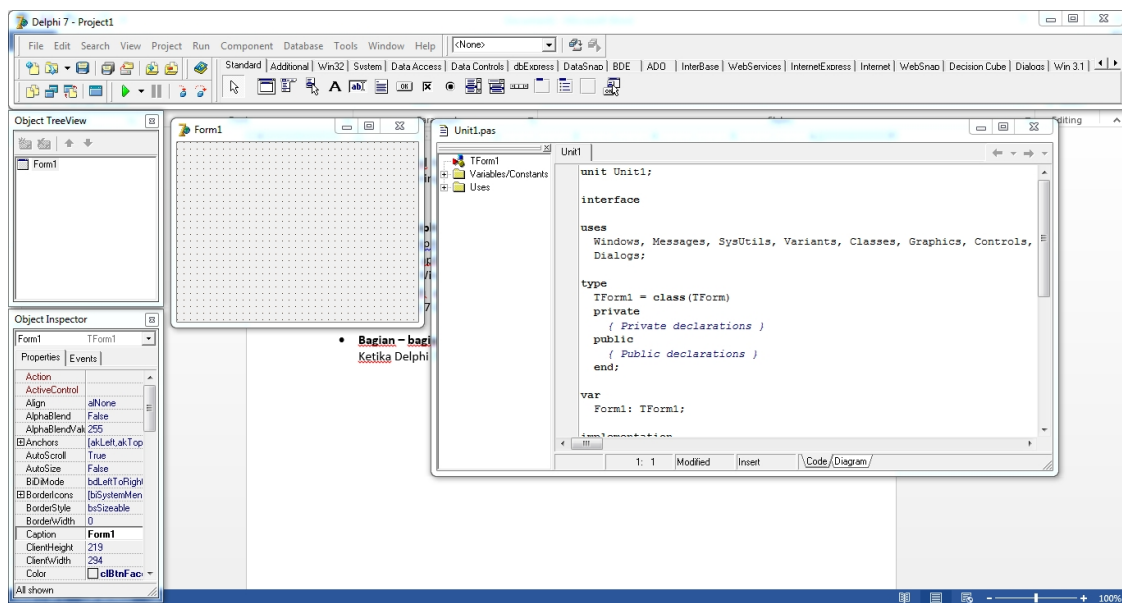 Delphi 7 - Project1
File Edit Search View Project Run Component Database Tools Window Help <None>
Standard Additional Win32 System Data Access Data Controls dbExpress DataSnap BDE ADO InterBase WebServices InternetExpress Internet WebSnap Decision Cube Dialogs Win 3.1
Object TreeView
Form1
Form1
Unit1.pas
Editing
TForm1
Variables/Constants
Uses
Unit1
unit Unit1;
interface
uses
Windows, Messages, SysUtils, Variants, Classes, Graphics, Controls,
Dialogs;
type
TForm1 = class(TForm)
private
{ Private declarations }
public
{ Public declarations }
end;
var
Form1: TForm1;
implementation
1: 1 Modified Insert Code Diagram
Object Inspector
Form1 TForm1
Properties Events
Action
ActiveControl
Align alNone
AlphaBlend False
AlphaBlendVal 255
Anchors [akLeft,akTop
AutoScroll True
AutoSize False
BiDiMode bdLeftToRight
BorderIcons [biSystemMen
BorderStyle bsSizeable
BorderWidth 0
Caption Form1
ClientHeight 219
ClientWidth 294
Color clBtnFac
All shown
• Bagian – bagi
Ketika Delphi
100%